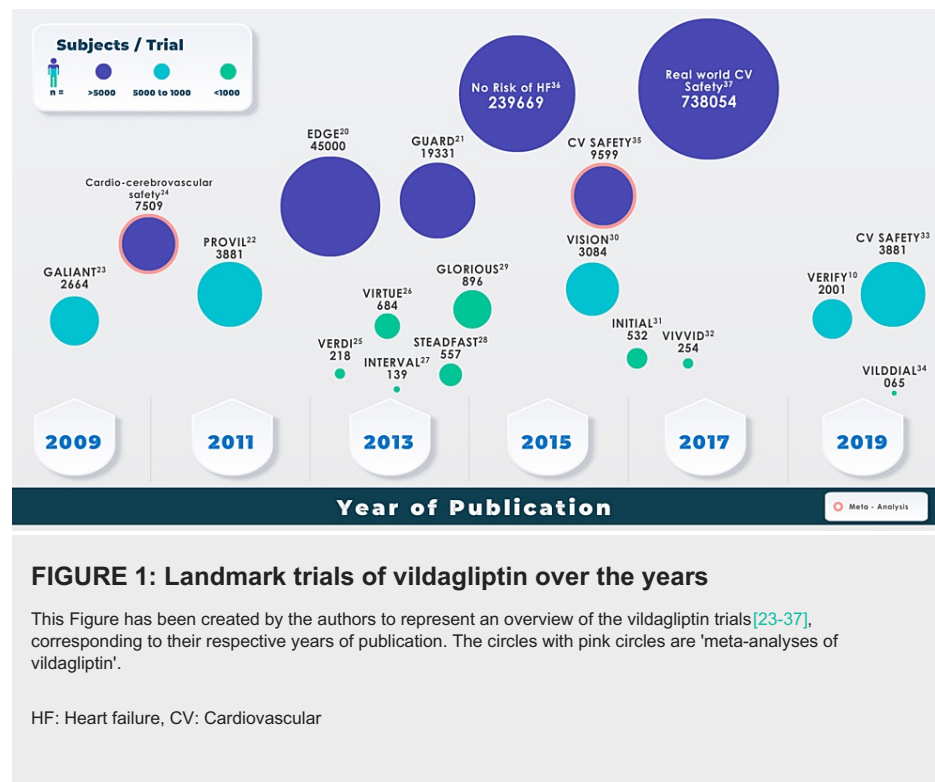 Subjects / Trial
n = >5000 5000 to 1000 <1000
No Risk of HF36
239669
Real world CV
Safety37
738054
EDGE20
45000
GUARD21
19331
CV SAFETY35
9599
Cardio-cerebrovascular
safety24
7509
PROVIL22
3881
VISION30
3084
CV SAFETY33
3881
GALIANT23
2664
GLORIOUS29
896
VERIFY10
2001
VIRTUE26
684
INITIAL31
532
VIVVID32
254
VERDI25
218
STEADFAST28
557
INTERVAL27
139
VILDDIAL34
065
2009 2011 2013 2015 2017 2019
Year of Publication
Meta - Analysis
FIGURE 1: Landmark trials of vildagliptin over the years
This Figure has been created by the authors to represent an overview of the vildagliptin trials[23-37],
corresponding to their respective years of publication. The circles with pink circles are 'meta-analyses of
vildagliptin'.
HF: Heart failure, CV: Cardiovascular